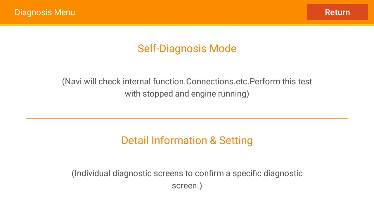 Diagnosis Menu
Return
Self-Diagnosis Mode
(Navi will check internal function.Connections.etc.Perform this test
with stopped and engine running)
Detail Information & Setting
(Individual diagnostic screens to confirm a specific diagnostic
screen.)